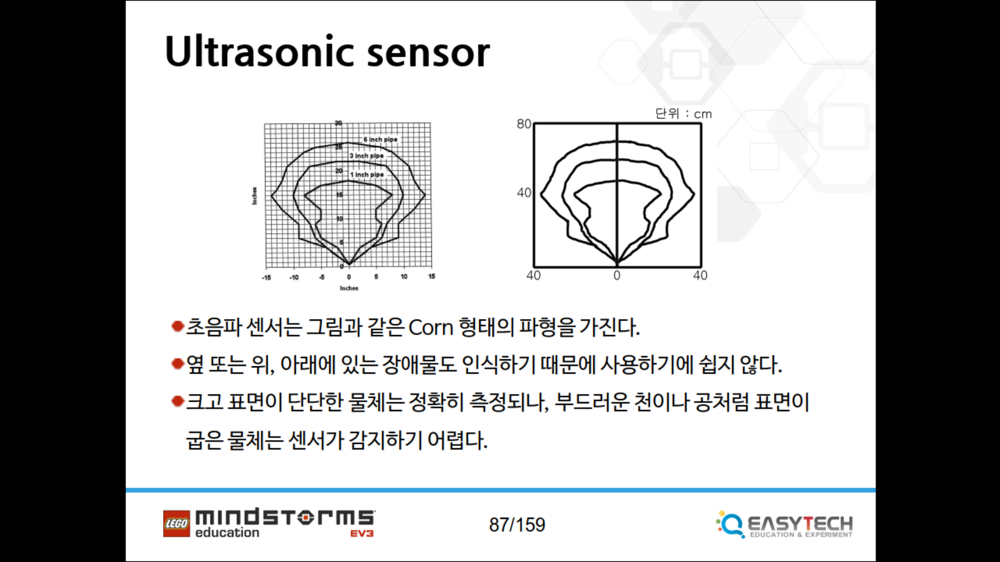 Ultrasonic sensor
30
6 inch pipe
25
3 inch pipe
20
1 inch pipe
15
10
5
0
Inches
-15 -10 -5 0 5 10 15
Inches
단위 : cm
80
40
40 0 40
초음파 센서는 그림과 같은 Corn 형태의 파형을 가진다.
옆 또는 위, 아래에 있는 장애물도 인식하기 때문에 사용하기에 쉽지 않다.
크고 표면이 단단한 물체는 정확히 측정되나, 부드러운 천이나 공처럼 표면이
굽은 물체는 센서가 감지하기 어렵다.
LEGO mindstorms
education EV3
87/159
EASYTECH
EDUCATION & EXPERIMENT